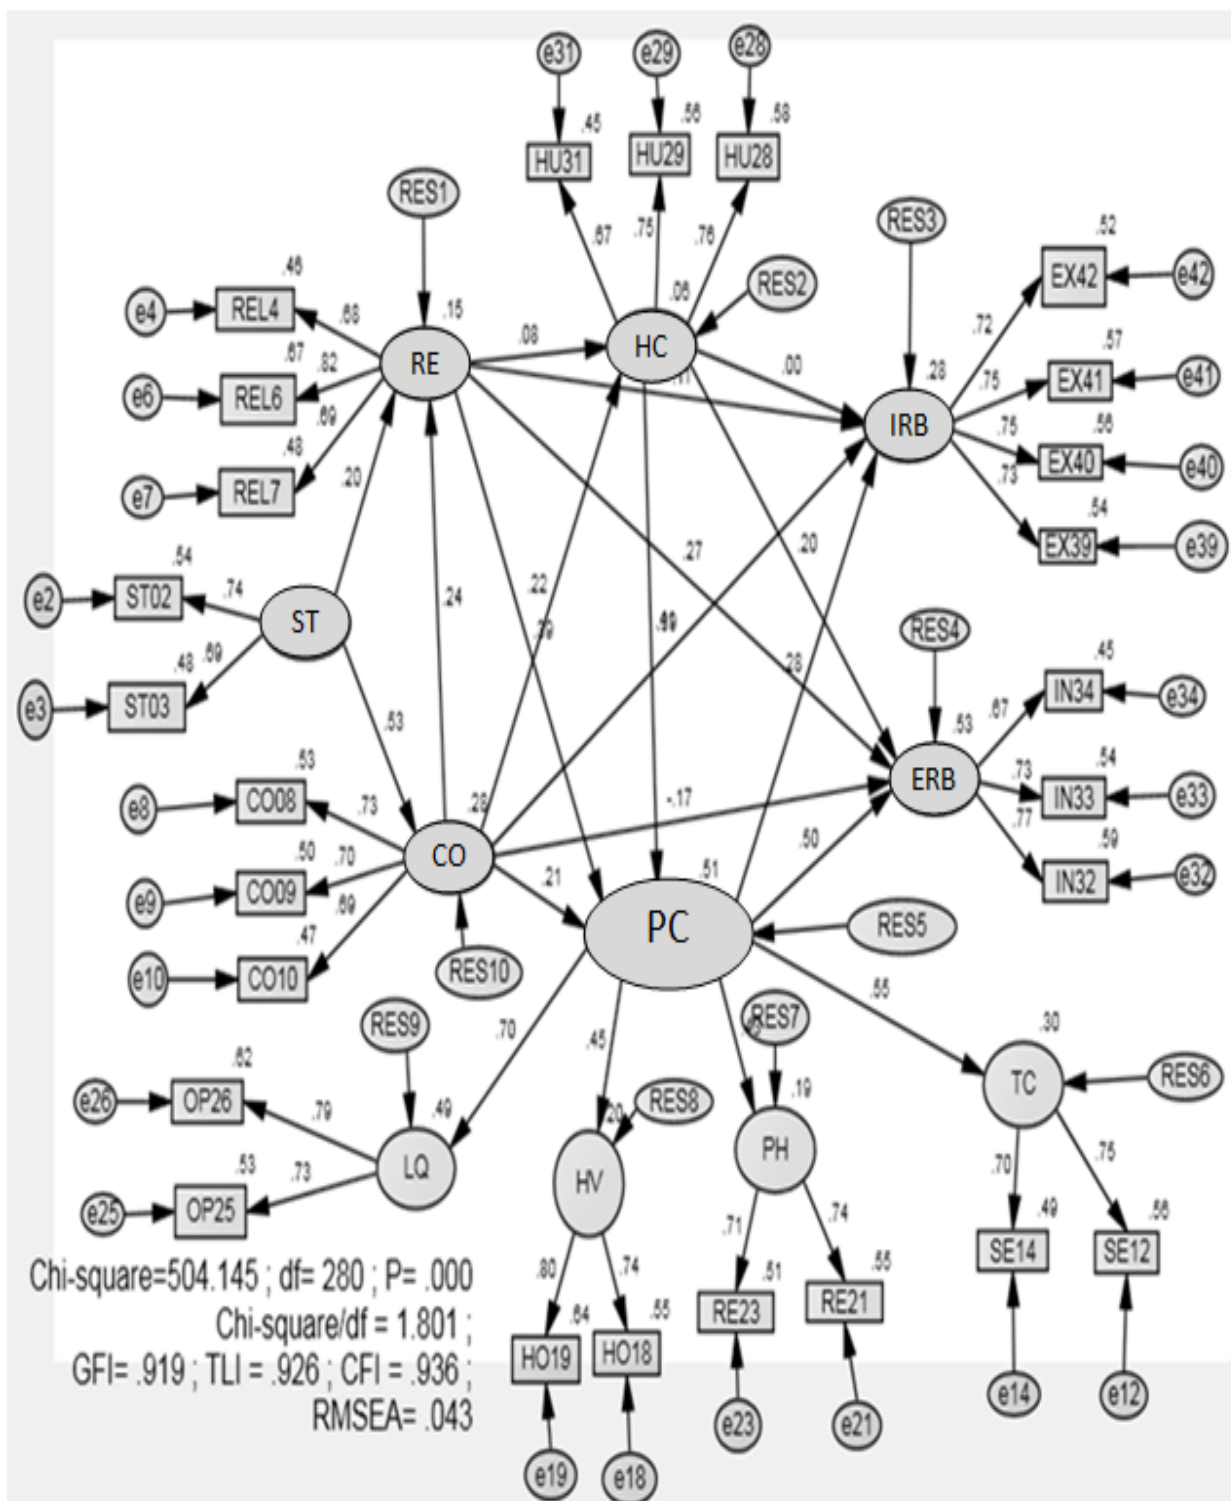 e31
e29
e28
.45
.56
.58
HU31
HU29
HU28
RES1
RES3
.67
.75
.76
.52
.46
EX42
e42
e4
REL4
.68
.15
.06
RES2
.67
.82
RE
.08
HC
.72
.57
.00
.28
e6
REL6
.75
EX41
e41
.69
IRB
.56
.48
.75
EX40
e40
e7
REL7
.20
.73
.54
EX39
e39
.54
.27
.20
e2
ST02
.74
.24
.22
ST
RES4
.48
.69
.28
.45
e3
ST03
IN34
e34
.53
.67
.53
.53
.54
e8
CO08
.73
.28
-.17
ERB
.73
IN33
e33
.50
.70
CO
.77
.59
e9
CO09
.21
.51
.50
IN32
e32
.69
PC
RES5
.47
e10
CO10
RES10
.55
RES9
.70
.45
RES7
.30
.62
TC
RES6
e26
OP26
.79
.49
RES8
.19
.20
PH
LQ
HV
.70
.75
.53
.73
e25
OP25
.71
.74
.49
.56
SE14
SE12
Chi-square=504.145 ; df= 280 ; P= .000
.80
.74
.51
.55
Chi-square/df = 1.801 ;
RE23
RE21
.64
.55
GFI= .919 ; TLI = .926 ; CFI = .936 ;
HO19
HO18
RMSEA= .043
e14
e12
e23
e21
e19
e18